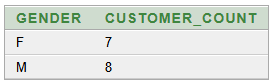 GENDER CUSTOMER_COUNT
F 7
M 8